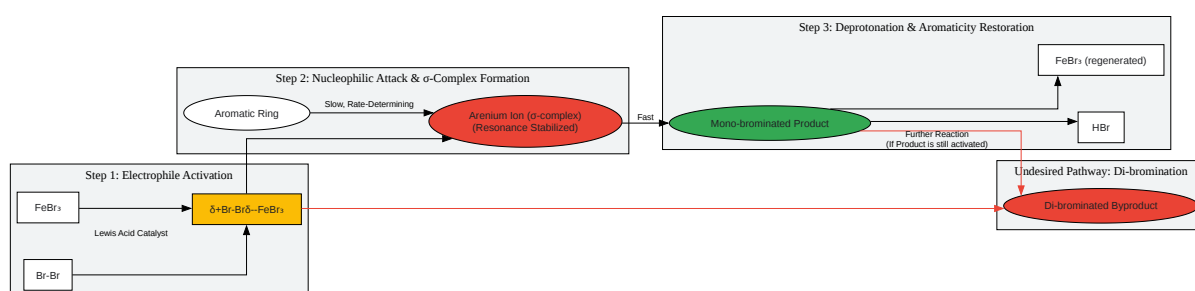 Step 1: Electrophile Activation
FeBr₃
Lewis Acid Catalyst
δ+Br-Brδ--FeBr₃
Br-Br
Step 2: Nucleophilic Attack & σ-Complex Formation
Aromatic Ring
Slow, Rate-Determining
Arenium Ion (σ-complex)
(Resonance Stabilized)
Fast
Step 3: Deprotonation & Aromaticity Restoration
FeBr₃ (regenerated)
Mono-brominated Product
HBr
Further Reaction
(If Product is still activated)
Undesired Pathway: Di-bromination
Di-brominated Byproduct